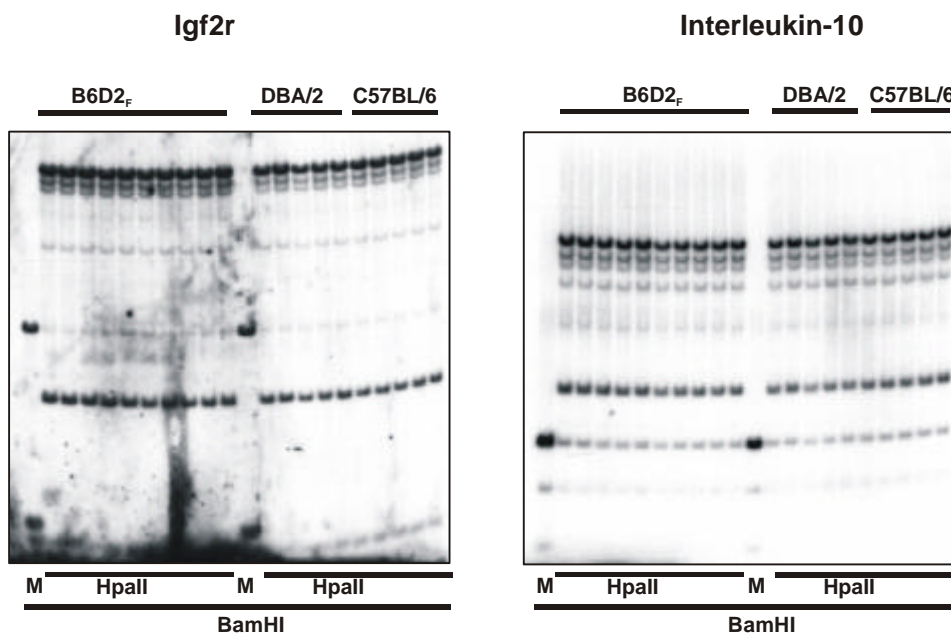 Igf2r
Interleukin-10
B6D2F
DBA/2
C57BL/6
B6D2F
DBA/2
C57BL/6
M
HpaII
M
HpaII
M
HpaII
M
HpaII
BamHI
BamHI